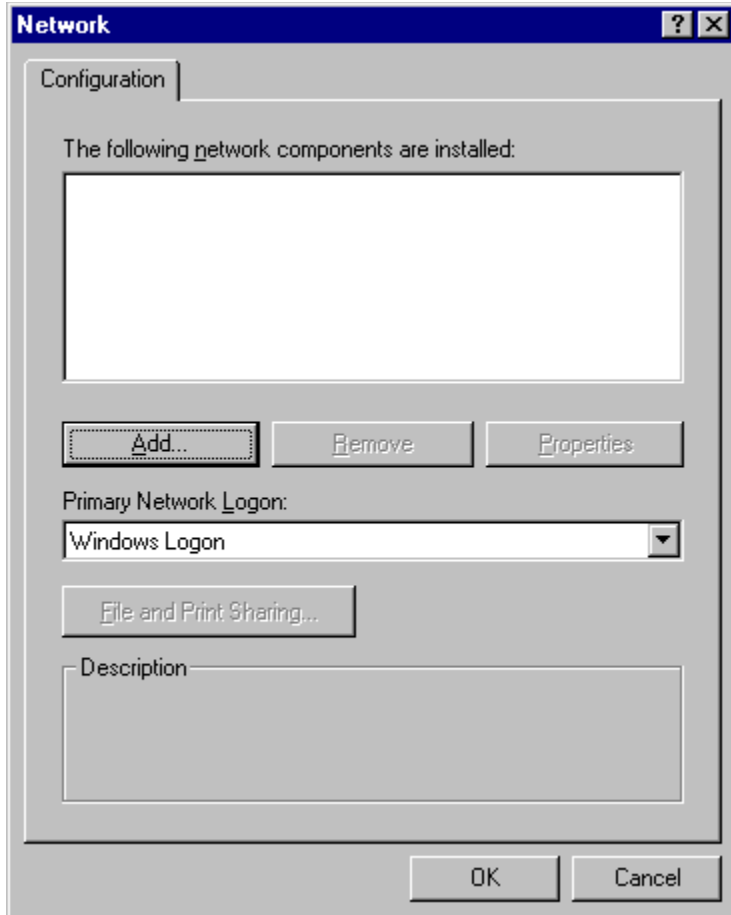 Network
Configuration
The following network components are installed:
Add... Remove Properties
Primary Network Logon:
Windows Logon
File and Print Sharing...
Description
OK Cancel